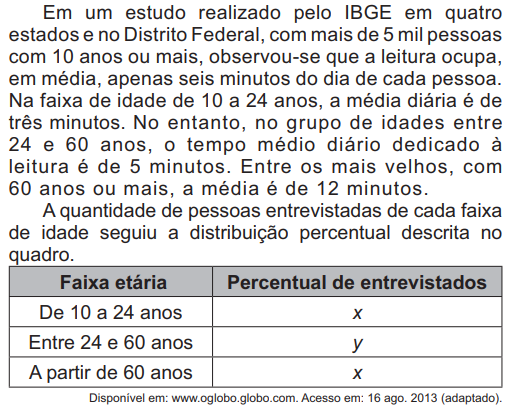 Em um estudo realizado pelo IBGE em quatro
estados e no Distrito Federal, com mais de 5 mil pessoas
com 10 anos ou mais, observou-se que a leitura ocupa,
em média, apenas seis minutos do dia de cada pessoa.
Na faixa de idade de 10 a 24 anos, a média diária é de
três minutos. No entanto, no grupo de idades entre
24 e 60 anos, o tempo médio diário dedicado à
leitura é de 5 minutos. Entre os mais velhos, com
60 anos ou mais, a média é de 12 minutos.
A quantidade de pessoas entrevistadas de cada faixa
de idade seguiu a distribuição percentual descrita no
quadro.
Faixa etária Percentual de entrevistados
De 10 a 24 anos x
Entre 24 e 60 anos y
A partir de 60 anos x
Disponível em: www.oglobo.globo.com. Acesso em: 16 ago. 2013 (adaptado).